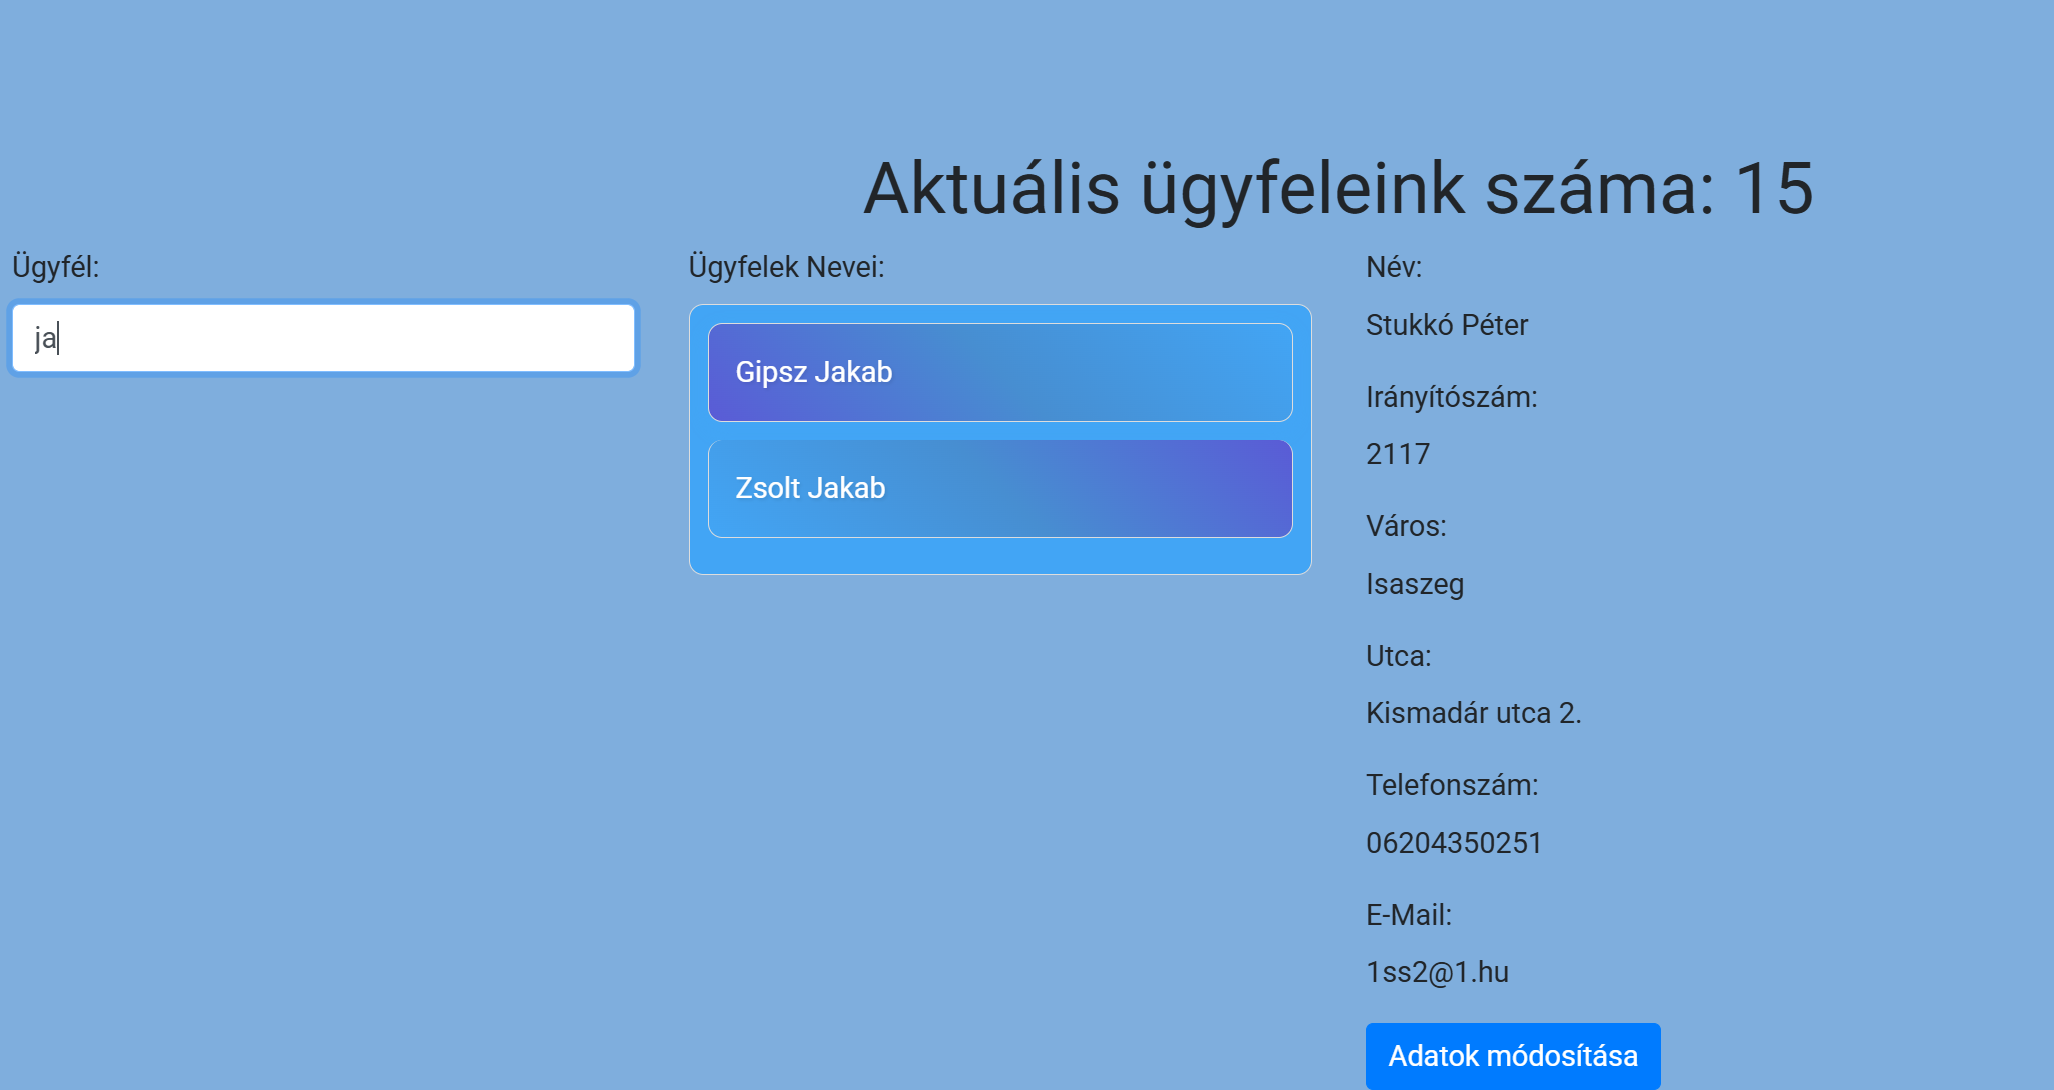 Aktuális ügyfeleink száma: 15
Ügyfél:
ja
Ügyfelek Nevei:
Gipsz Jakab
Zsolt Jakab
Név:
Stukkó Péter
Irányítószám:
2117
Város:
Isaszeg
Utca:
Kismadár utca 2.
Telefonszám:
06204350251
E-Mail:
1ss2@1.hu
Adatok módosítása